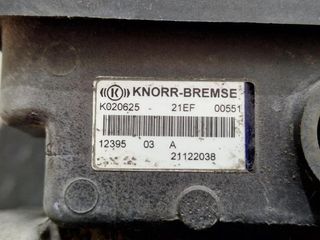 KNORR-BREMSE
K020625 - 21EF 00551
12395 03 A
21122038